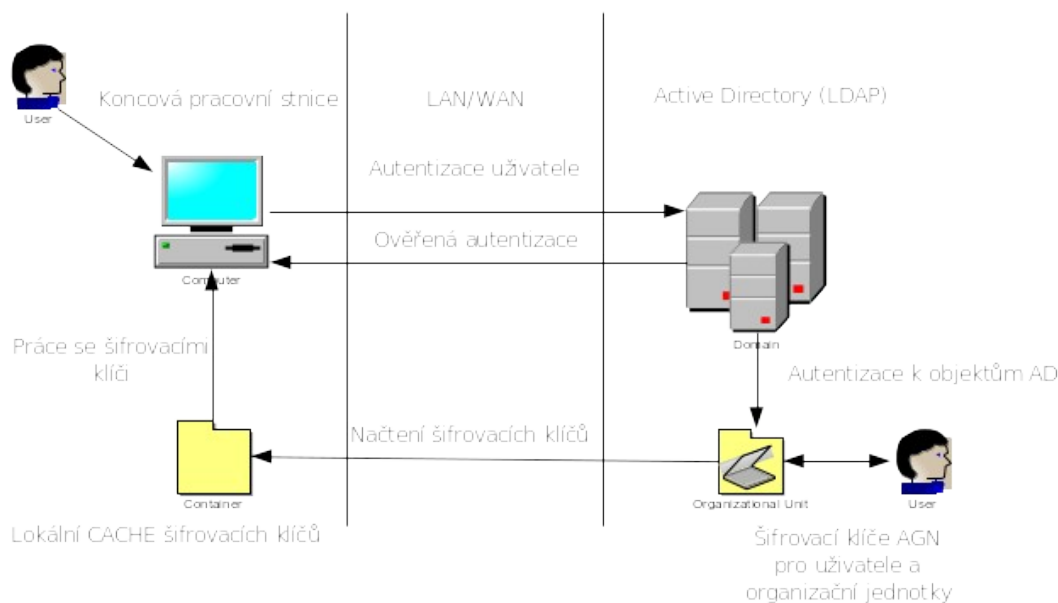 User
Koncová pracovní stnice
LAN/WAN
Active Directory (LDAP)
Autentizace uživatele
Ověřená autentizace
Computer
Domain
Práce se šifrovacími
klíči
Autentizace k objektům AD
Načtení šifrovacích klíčů
Container
Organizational Unit
User
Lokální CACHE šifrovacích klíčů
Šifrovací klíče AGN
pro uživatele a
organizační jednotky